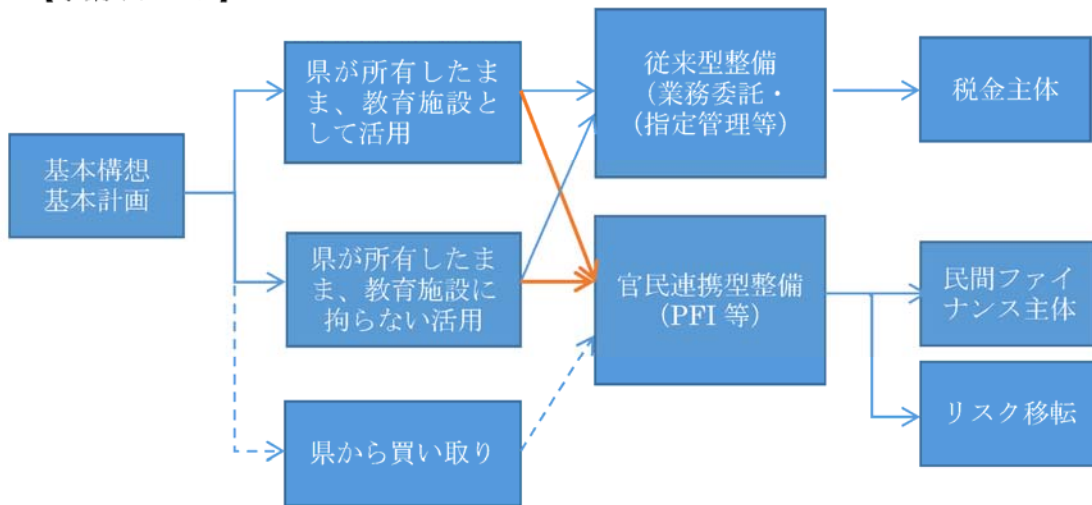 基本構想
基本計画
県が所有したま
ま、教育施設と
して活用
県が所有したま
ま、教育施設に
拘らない活用
県から買い取り
従来型整備
（業務委託・
（指定管理等）
官民連携型整備
（PFI 等）
税金主体
民間ファイ
ナンス主体
リスク移転